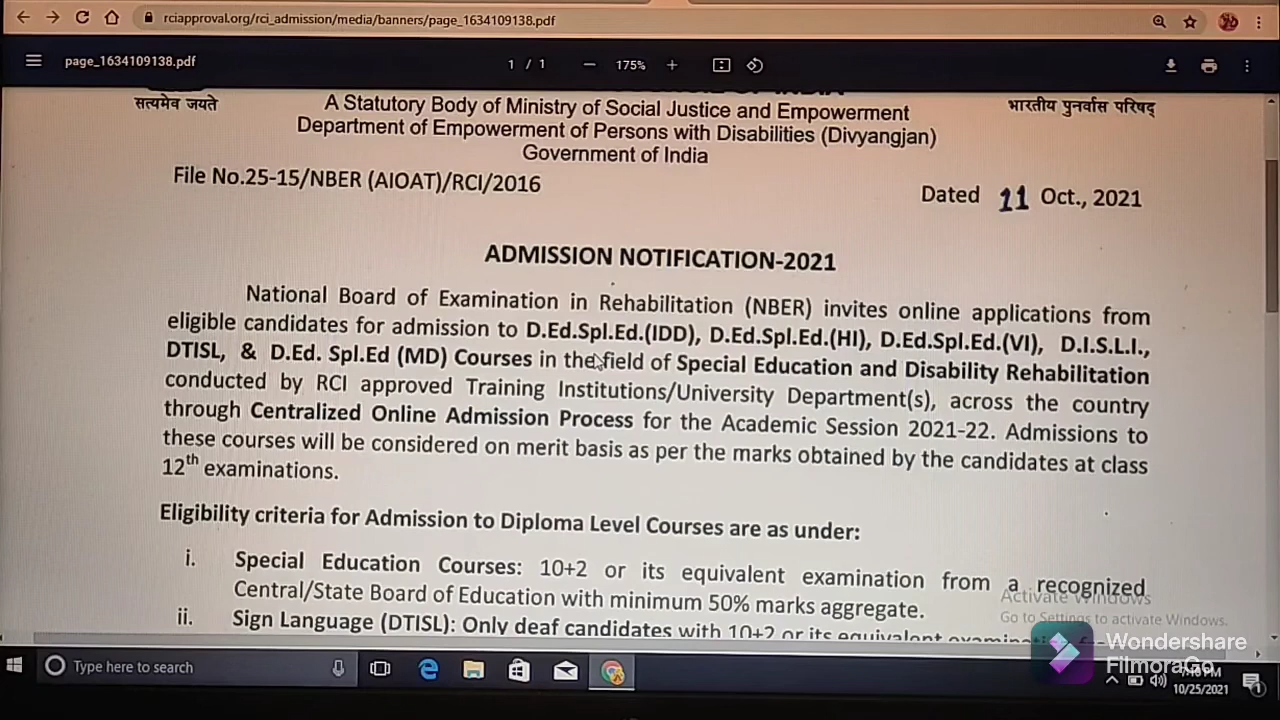 rciapproval.org/rci_admission/media/banners/page_1634109138.pdf
page_1634109138.pdf
1 / 1
175%
सत्यमेव जयते
A Statutory Body of Ministry of Social Justice and Empowerment
भारतीय पुनर्वास परिषद्
Department of Empowerment of Persons with Disabilities (Divyangjan)
Government of India
File No.25-15/NBER (AIOAT)/RCI/2016
Dated 11 Oct., 2021
ADMISSION NOTIFICATION-2021
National Board of Examination in Rehabilitation (NBER) invites online applications from
eligible candidates for admission to D.Ed.Spl.Ed.(IDD), D.Ed.Spl.Ed.(HI), D.Ed.Spl.Ed.(VI), D.I.S.L.I.,
DTISL, & D.Ed. Spl.Ed (MD) Courses in the field of Special Education and Disability Rehabilitation
conducted by RCI approved Training Institutions/University Department(s), across the country
through Centralized Online Admission Process for the Academic Session 2021-22. Admissions to
these courses will be considered on merit basis as per the marks obtained by the candidates at class
12th examinations.
Eligibility criteria for Admission to Diploma Level Courses are as under:
i. Special Education Courses: 10+2 or its equivalent examination from a recognized
Central/State Board of Education with minimum 50% marks aggregate.
ii. Sign Language (DTISL): Only deaf candidates with 10+2 or its equivalent
Activate Windows
Go to Settings to activate Windows.
Wondershare
FilmoraGo
Type here to search
PM
10/25/2021
1